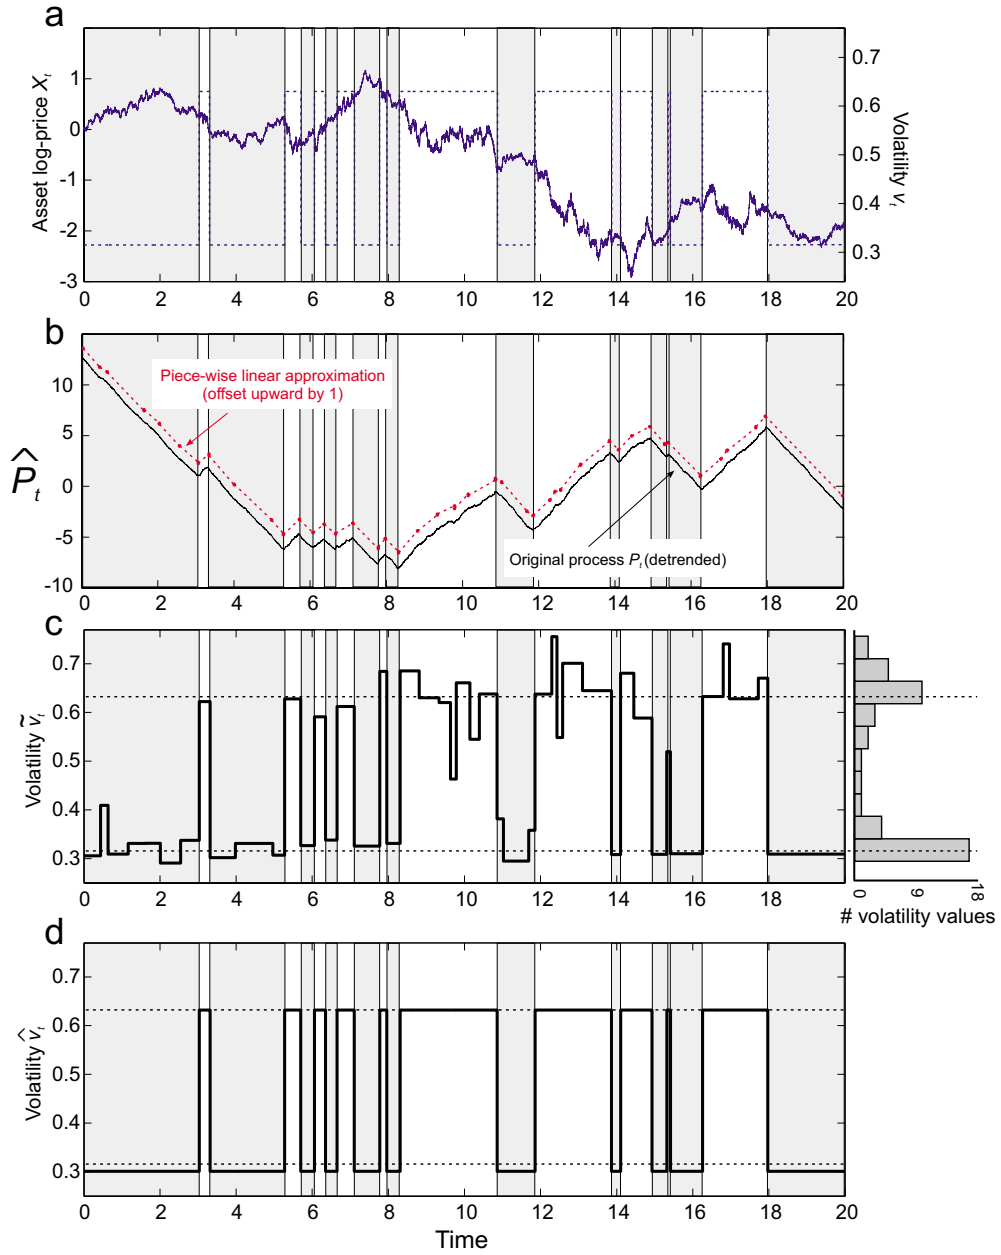 a
Asset log-price X_t
1
0
-1
-2
-3
0.7
0.6
0.5
0.4
0.3
Volatility v_t
0 2 4 6 8 10 12 14 16 18 20
b
P̂_t
10
5
0
-5
-10
Piece-wise linear approximation
(offset upward by 1)
Original process P_t (detrended)
0 2 4 6 8 10 12 14 16 18 20
c
Volatility ṽ_t
0.7
0.6
0.5
0.4
0.3
0 2 4 6 8 10 12 14 16 18 20
0 9 18
# volatility values
d
Volatility v̂_t
0.7
0.6
0.5
0.4
0.3
0 2 4 6 8 10 12 14 16 18 20
Time